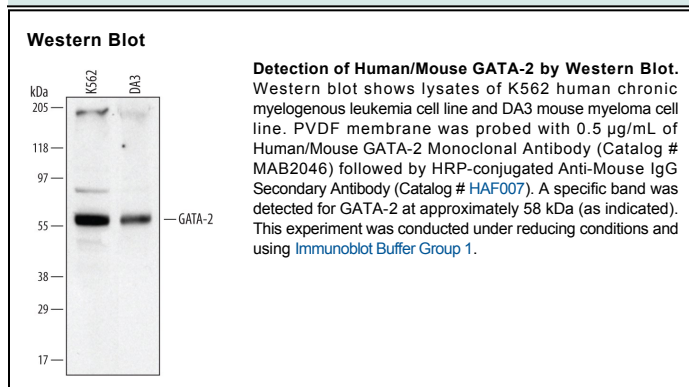 Western Blot
kDa
K562
DA3
205
118
97
55
38
29
17
GATA-2
Detection of Human/Mouse GATA-2 by Western Blot.
Western blot shows lysates of K562 human chronic
myelogenous leukemia cell line and DA3 mouse myeloma cell
line. PVDF membrane was probed with 0.5 µg/mL of
Human/Mouse GATA-2 Monoclonal Antibody (Catalog #
MAB2046) followed by HRP-conjugated Anti-Mouse IgG
Secondary Antibody (Catalog # HAF007). A specific band was
detected for GATA-2 at approximately 58 kDa (as indicated).
This experiment was conducted under reducing conditions and
using Immunoblot Buffer Group 1.